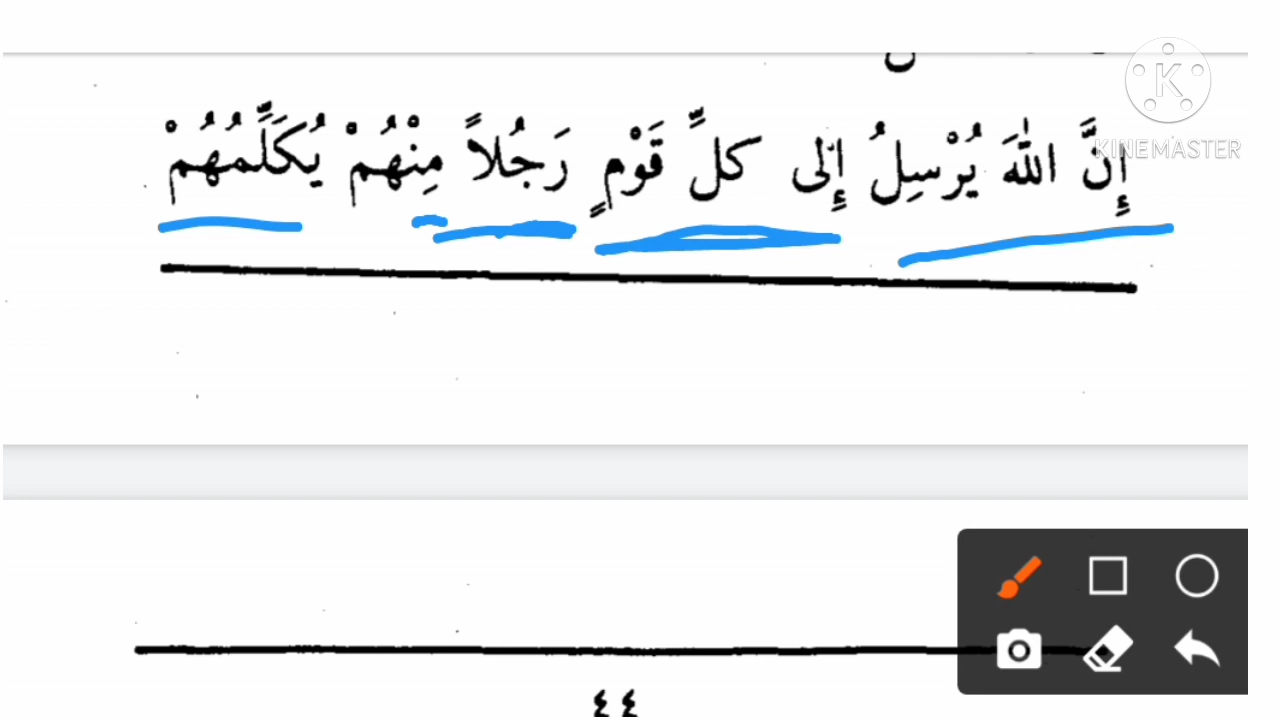 KINEMASTER
إِنَّ اللهَ يُرْسِلُ إِلٰى كلِّ قَوْمٍ رَجُلاً مِنْهُمْ يُكَلِّمُهُمْ
٤٤